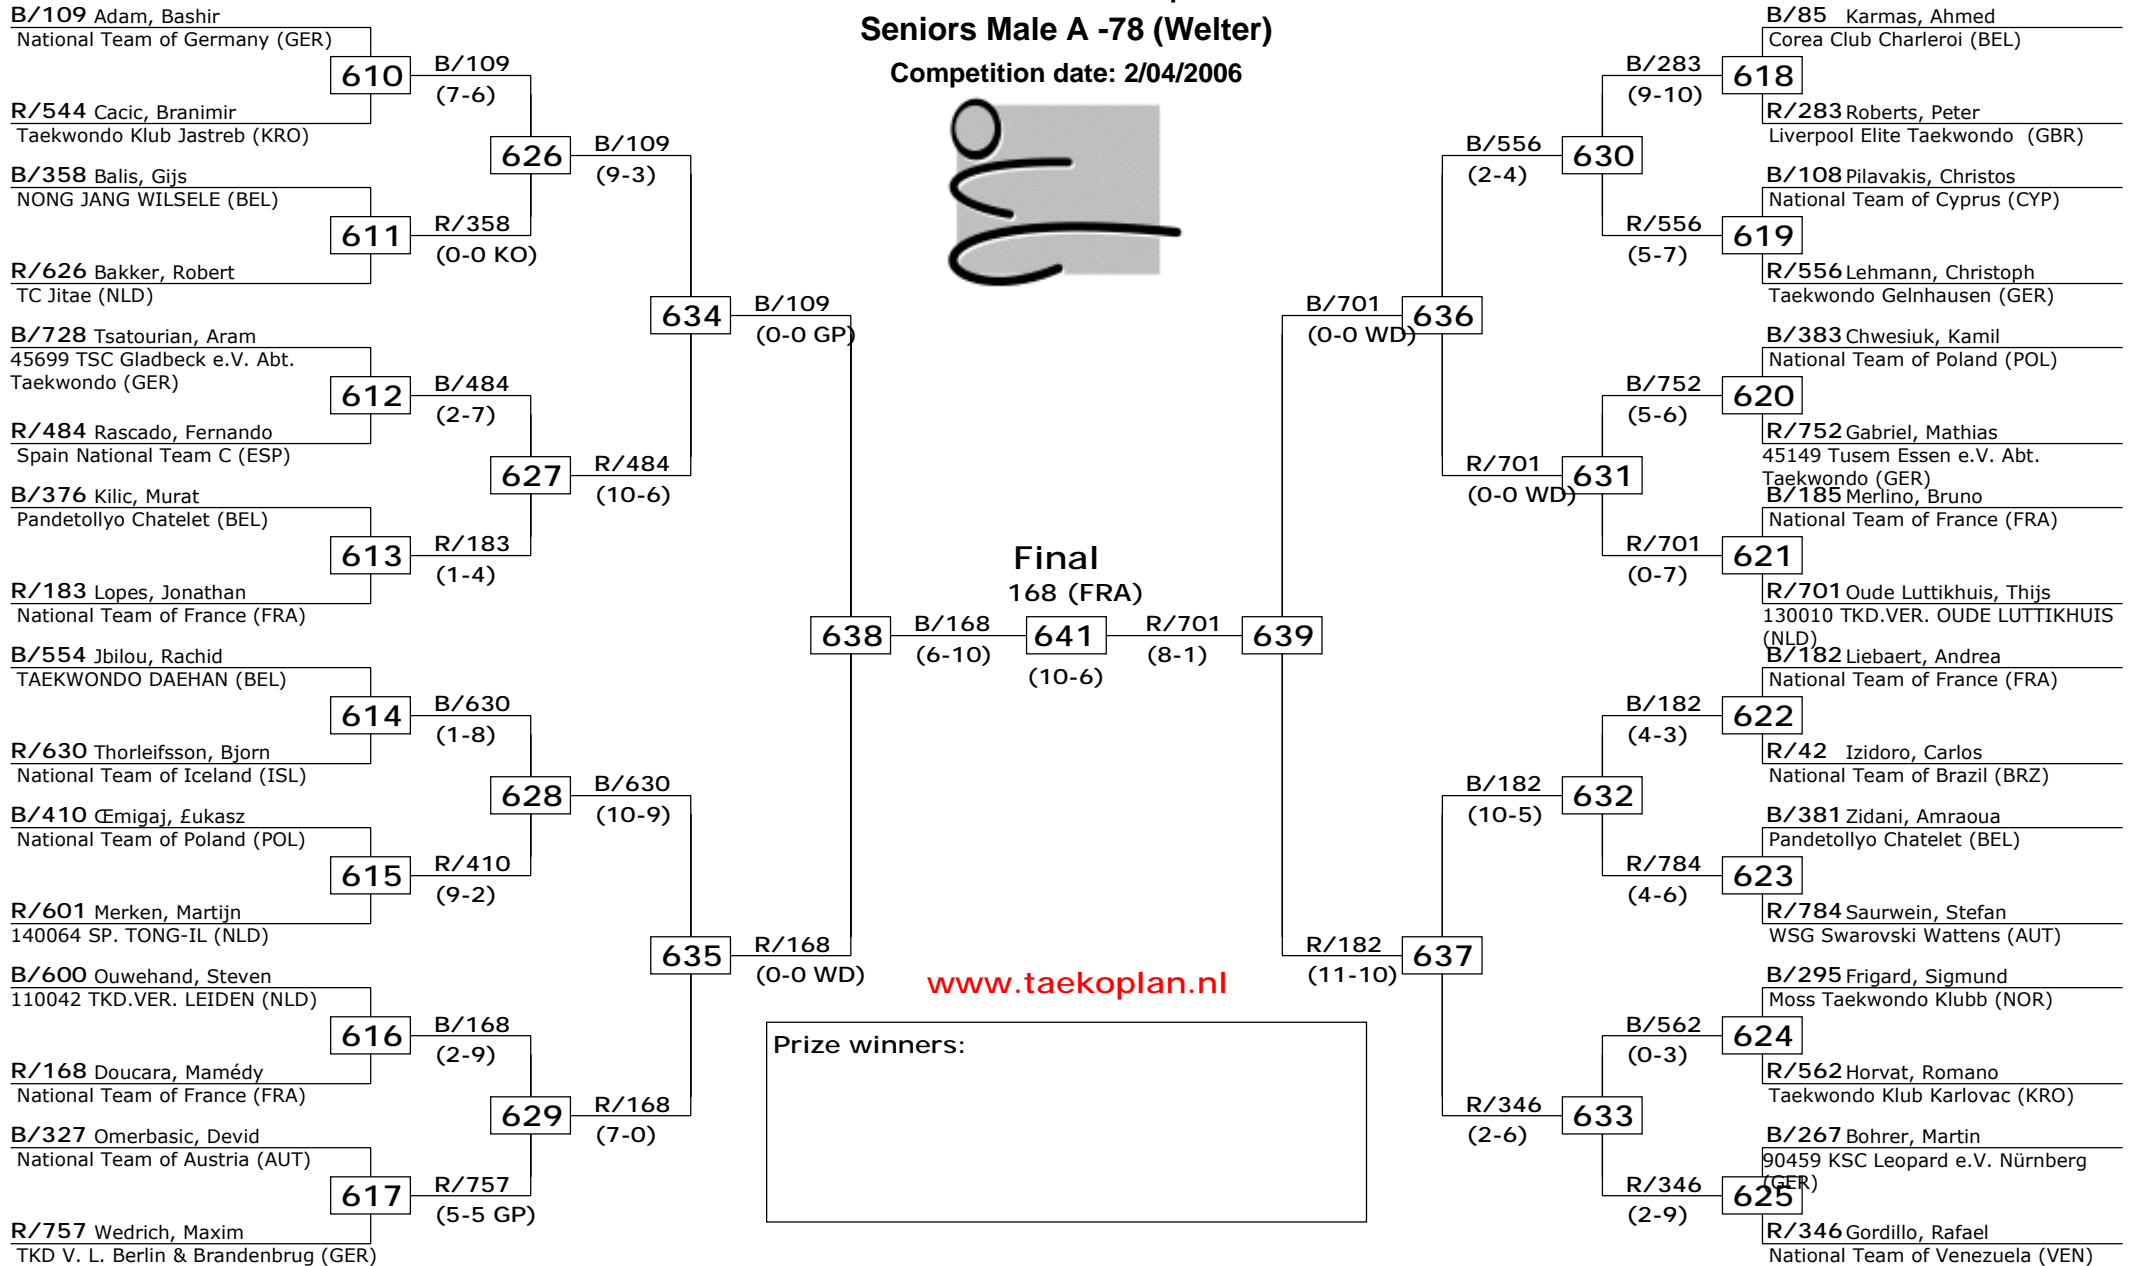 Seniors Male A -78 (Welter)
Competition date: 2/04/2006
B/109 Adam, Bashir
National Team of Germany (GER)
610
B/109
(7-6)
R/544 Cacic, Branimir
Taekwondo Klub Jastreb (KRO)
626
B/109
(9-3)
B/358 Balis, Gijs
NONG JANG WILSELE (BEL)
611
R/358
(0-0 KO)
R/626 Bakker, Robert
TC Jitae (NLD)
634
B/109
(0-0 GP)
B/728 Tsatourian, Aram
45699 TSC Gladbeck e.V. Abt.
Taekwondo (GER)
612
B/484
(2-7)
R/484 Rascado, Fernando
Spain National Team C (ESP)
627
R/484
(10-6)
B/376 Kilic, Murat
Pandetollyo Chatelet (BEL)
613
R/183
(1-4)
R/183 Lopes, Jonathan
National Team of France (FRA)
638
B/168
(6-10)
B/554 Jbilou, Rachid
TAEKWONDO DAEHAN (BEL)
614
B/630
(1-8)
R/630 Thorleifsson, Bjorn
National Team of Iceland (ISL)
628
B/630
(10-9)
B/410 Œmigaj, £ukasz
National Team of Poland (POL)
615
R/410
(9-2)
R/601 Merken, Martijn
140064 SP. TONG-IL (NLD)
635
R/168
(0-0 WD)
B/600 Ouwehand, Steven
110042 TKD.VER. LEIDEN (NLD)
616
B/168
(2-9)
R/168 Doucara, Mamédy
National Team of France (FRA)
629
R/168
(7-0)
B/327 Omerbasic, Devid
National Team of Austria (AUT)
617
R/757
(5-5 GP)
R/757 Wedrich, Maxim
TKD V. L. Berlin & Brandenbrug (GER)
Final
168 (FRA)
641
(10-6)
www.taekoplan.nl
Prize winners:
B/85 Karmas, Ahmed
Corea Club Charleroi (BEL)
B/283
(9-10)
618
R/283 Roberts, Peter
Liverpool Elite Taekwondo (GBR)
B/556
(2-4)
630
B/108 Pilavakis, Christos
National Team of Cyprus (CYP)
R/556
(5-7)
619
R/556 Lehmann, Christoph
Taekwondo Gelnhausen (GER)
B/701
(0-0 WD)
636
B/383 Chwesiuk, Kamil
National Team of Poland (POL)
B/752
(5-6)
620
R/752 Gabriel, Mathias
45149 Tusem Essen e.V. Abt.
Taekwondo (GER)
R/701
(0-0 WD)
631
B/185 Merlino, Bruno
National Team of France (FRA)
R/701
(0-7)
621
R/701 Oude Luttikhuis, Thijs
130010 TKD.VER. OUDE LUTTIKHUIS
(NLD)
R/701
(8-1)
639
B/182 Liebaert, Andrea
National Team of France (FRA)
B/182
(4-3)
622
R/42 Izidoro, Carlos
National Team of Brazil (BRZ)
B/182
(10-5)
632
B/381 Zidani, Amraoua
Pandetollyo Chatelet (BEL)
R/784
(4-6)
623
R/784 Saurwein, Stefan
WSG Swarovski Wattens (AUT)
R/182
(11-10)
637
B/295 Frigard, Sigmund
Moss Taekwondo Klubb (NOR)
B/562
(0-3)
624
R/562 Horvat, Romano
Taekwondo Klub Karlovac (KRO)
R/346
(2-6)
633
B/267 Bohrer, Martin
90459 KSC Leopard e.V. Nürnberg
(GER)
R/346
(2-9)
625
R/346 Gordillo, Rafael
National Team of Venezuela (VEN)